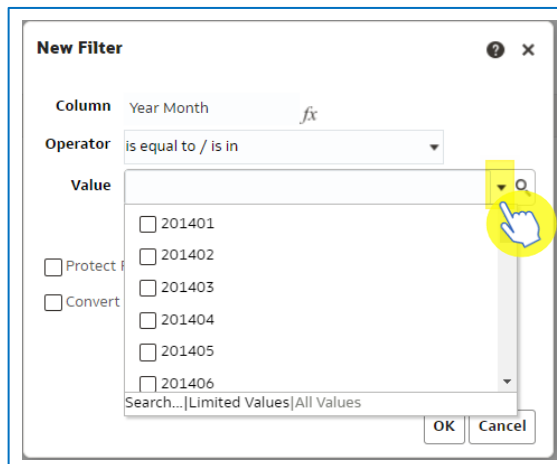 New Filter
Column Year Month fx
Operator is equal to / is in
Value
201401
201402
Protect
201403
Convert
201404
201405
201406
Search...|Limited Values|All Values
OK Cancel